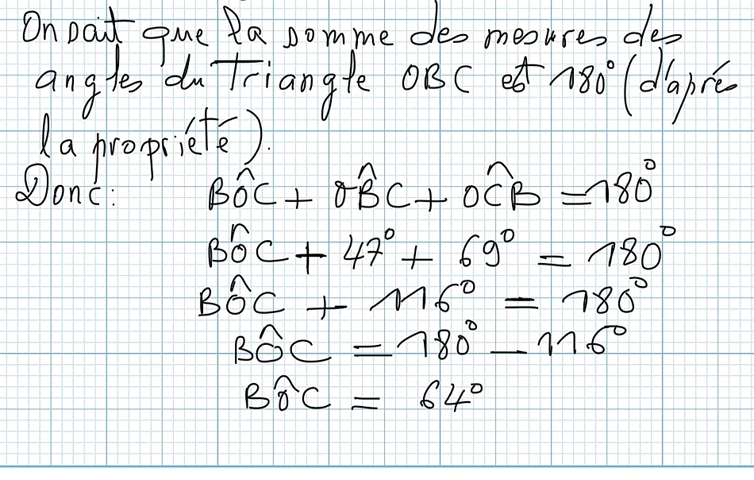 On sait que la somme des mesures des
angles du Triangle OBC est 180° (d'après
la propriété).
Donc: BÔC + OB̂C + OĈB = 180°
BÔC + 47° + 69° = 180°
BÔC + 116° = 180°
BÔC = 180° - 116°
BÔC = 64°